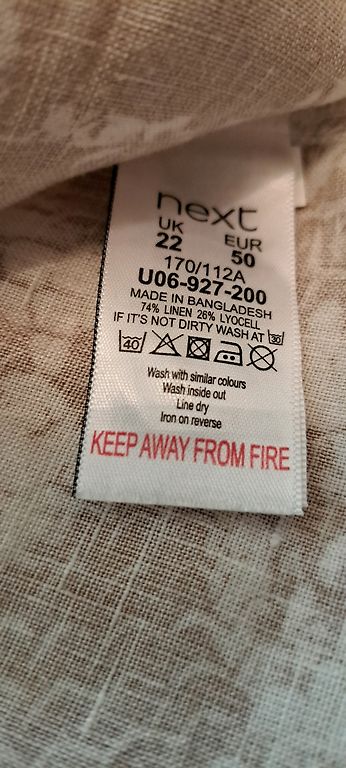 next
UK EUR
22 50
170/112A
U06-927-200
MADE IN BANGLADESH
74% LINEN 26% LYOCELL
IF IT'S NOT DIRTY WASH AT 30
40
Wash with similar colours
Wash inside out
Line dry
Iron on reverse
KEEP AWAY FROM FIRE